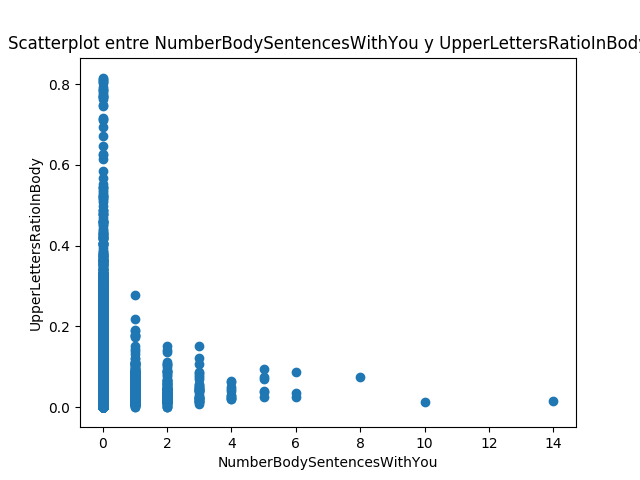 Scatterplot entre NumberBodySentencesWithYou y UpperLettersRatioInBody
0.8
0.6
0.4
0.2
0.0
UpperLettersRatioInBody
0 2 4 6 8 10 12 14
NumberBodySentencesWithYou